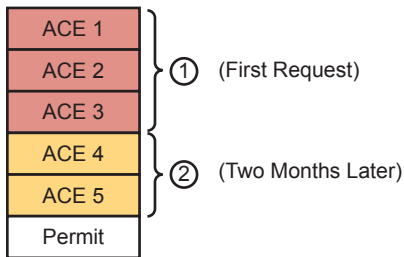 ACE 1
ACE 2
① (First Request)
ACE 3
ACE 4
② (Two Months Later)
ACE 5
Permit